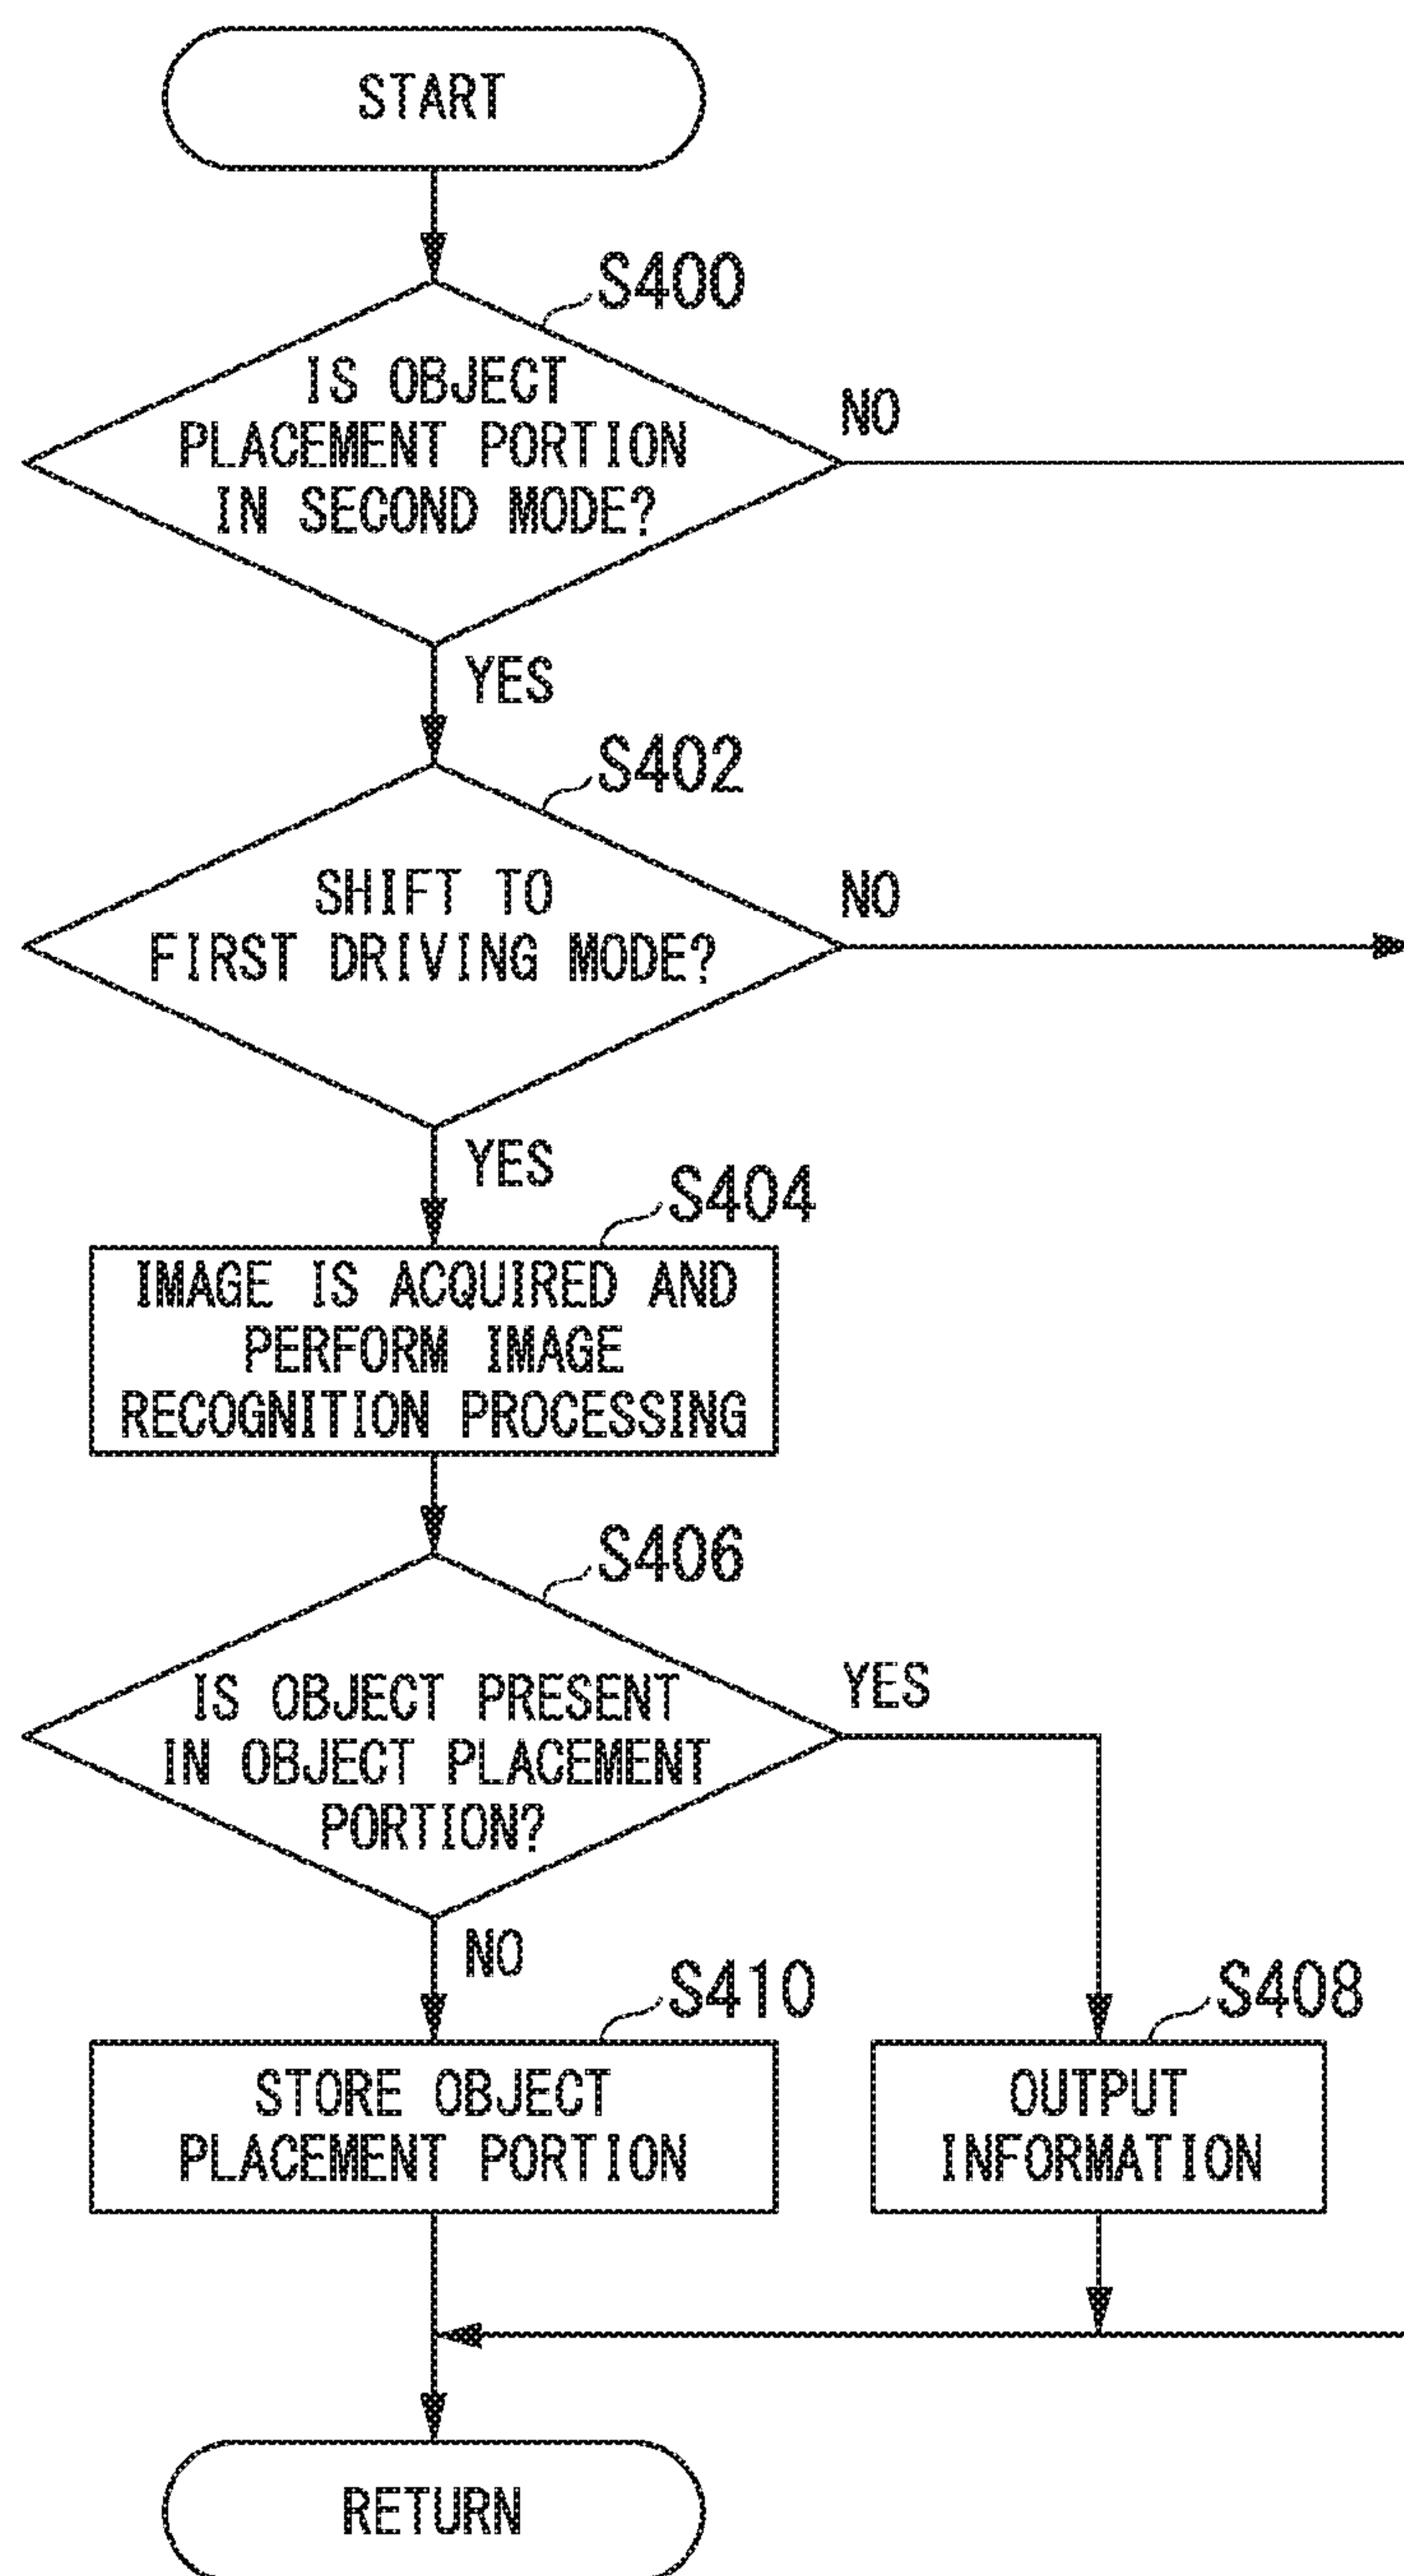 START
S400
IS OBJECT
PLACEMENT PORTION
IN SECOND MODE?
NO
YES
S402
SHIFT TO
FIRST DRIVING MODE?
NO
YES
S404
IMAGE IS ACQUIRED AND
PERFORM IMAGE
RECOGNITION PROCESSING
S406
IS OBJECT PRESENT
IN OBJECT PLACEMENT
PORTION?
YES
NO
S410
STORE OBJECT
PLACEMENT PORTION
S408
OUTPUT
INFORMATION
RETURN